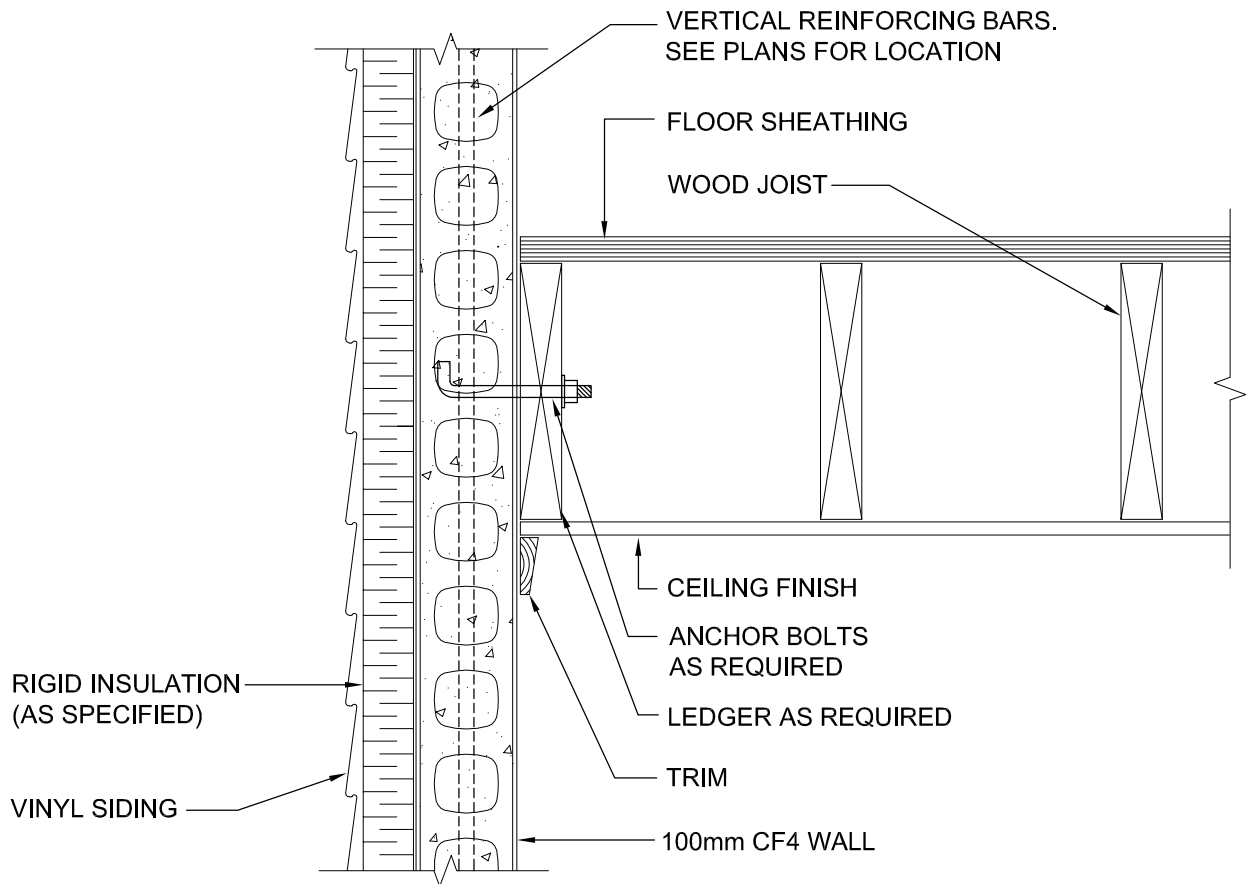 VERTICAL REINFORCING BARS.
SEE PLANS FOR LOCATION
FLOOR SHEATHING
WOOD JOIST
CEILING FINISH
ANCHOR BOLTS
AS REQUIRED
RIGID INSULATION
(AS SPECIFIED)
LEDGER AS REQUIRED
TRIM
VINYL SIDING
100mm CF4 WALL